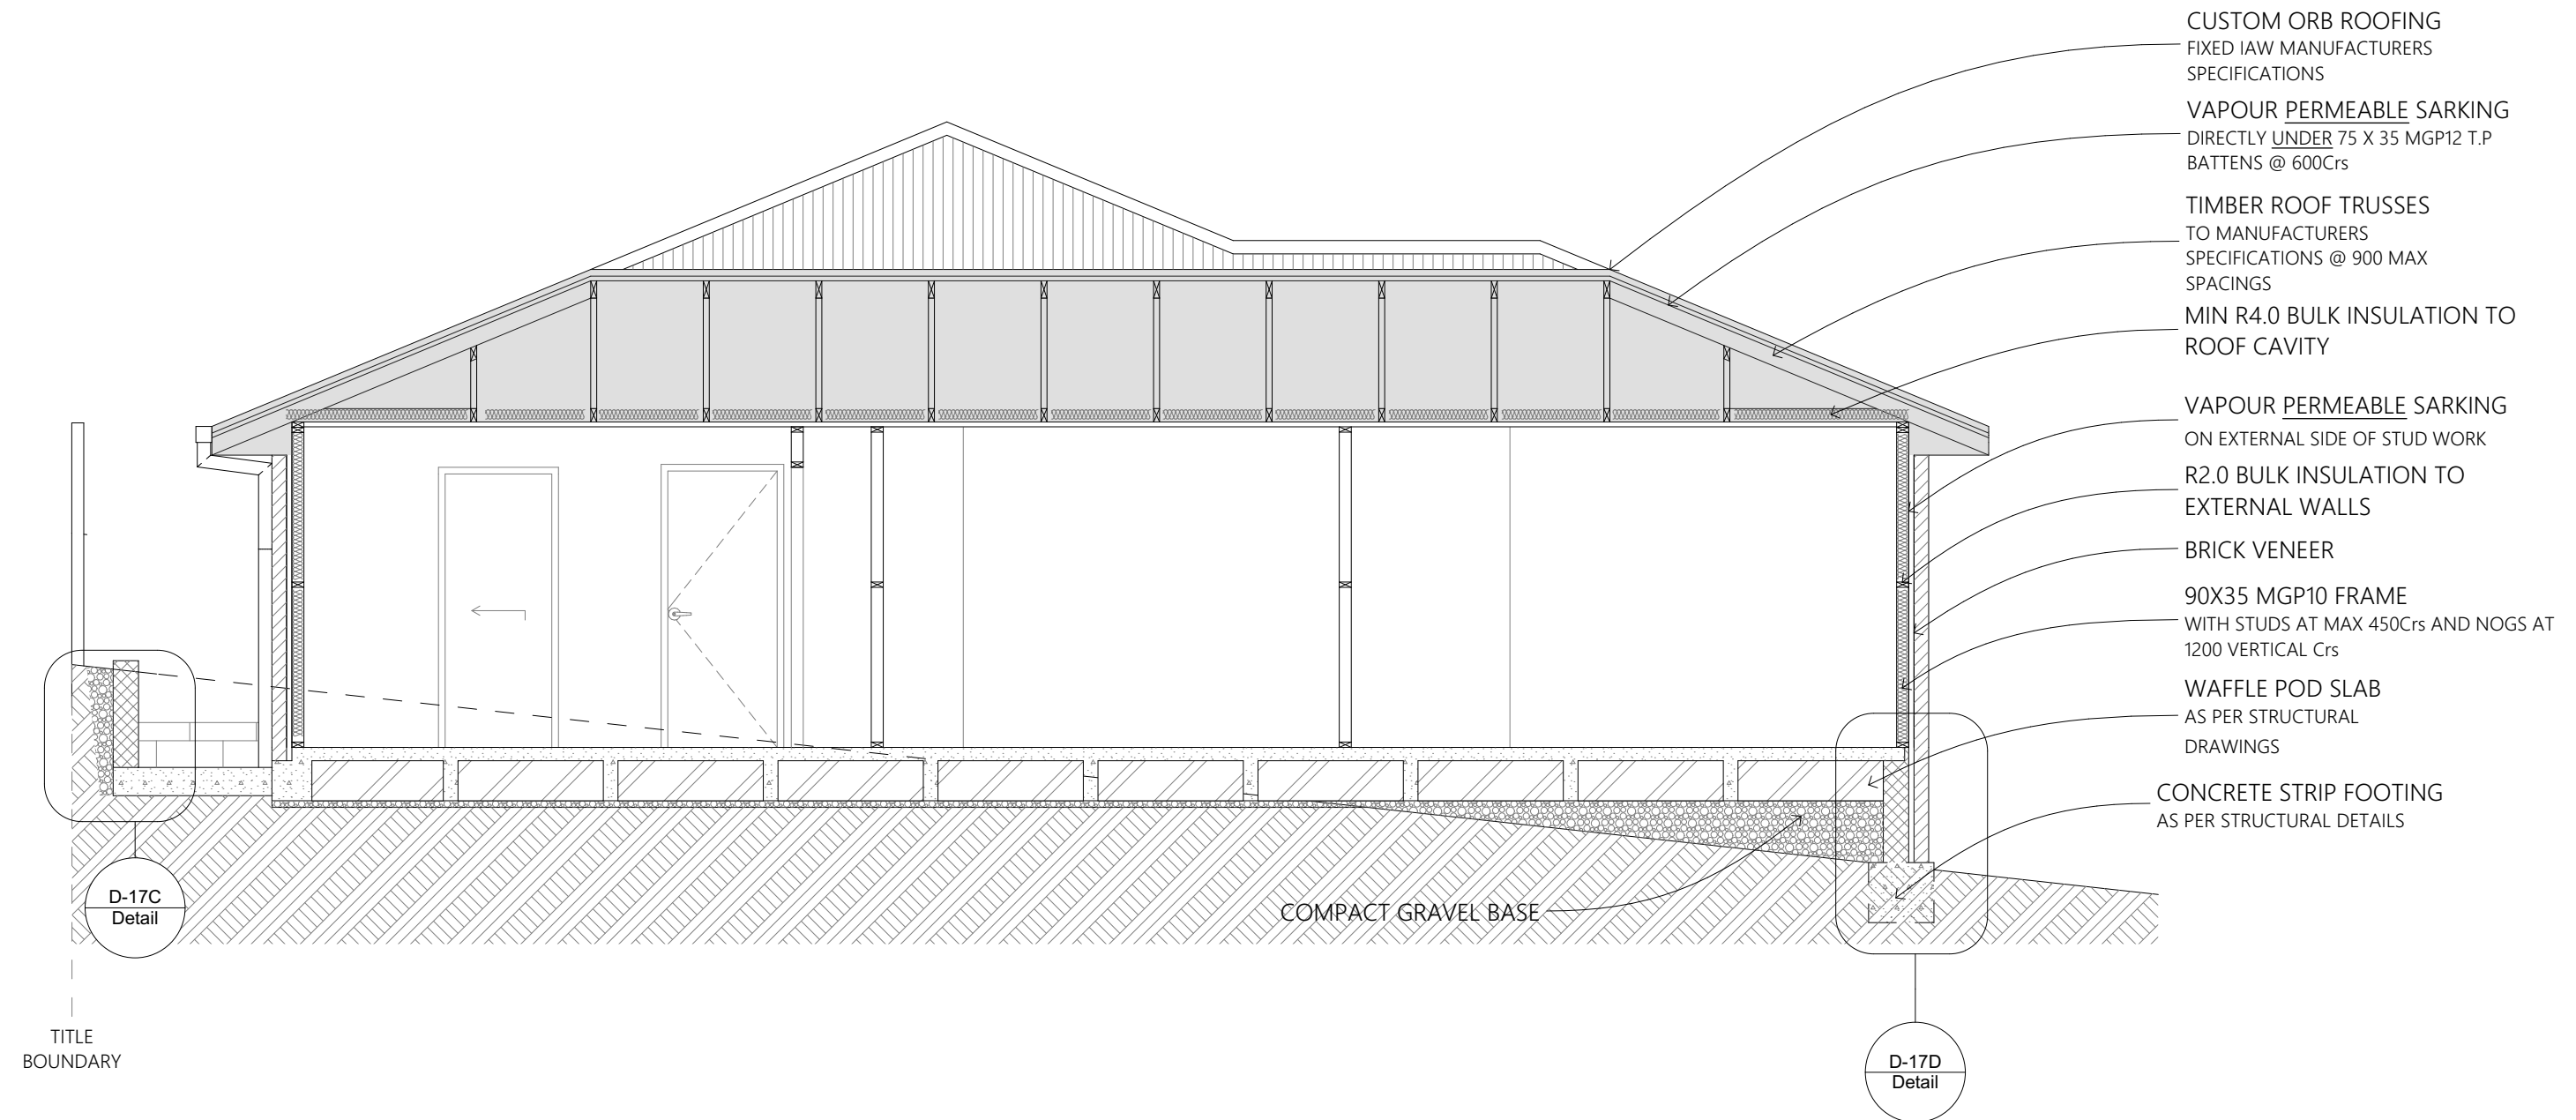 CUSTOM ORB ROOFING
FIXED IAW MANUFACTURERS
SPECIFICATIONS
VAPOUR PERMEABLE SARKING
DIRECTLY UNDER 75 X 35 MGP12 T.P
BATTENS @ 600Crs
TIMBER ROOF TRUSSES
TO MANUFACTURERS
SPECIFICATIONS @ 900 MAX
SPACINGS
MIN R4.0 BULK INSULATION TO
ROOF CAVITY
VAPOUR PERMEABLE SARKING
ON EXTERNAL SIDE OF STUD WORK
R2.0 BULK INSULATION TO
EXTERNAL WALLS
BRICK VENEER
90X35 MGP10 FRAME
WITH STUDS AT MAX 450Crs AND NOGS AT
1200 VERTICAL Crs
WAFFLE POD SLAB
AS PER STRUCTURAL
DRAWINGS
CONCRETE STRIP FOOTING
AS PER STRUCTURAL DETAILS
COMPACT GRAVEL BASE
D-17C
Detail
TITLE
BOUNDARY
D-17D
Detail